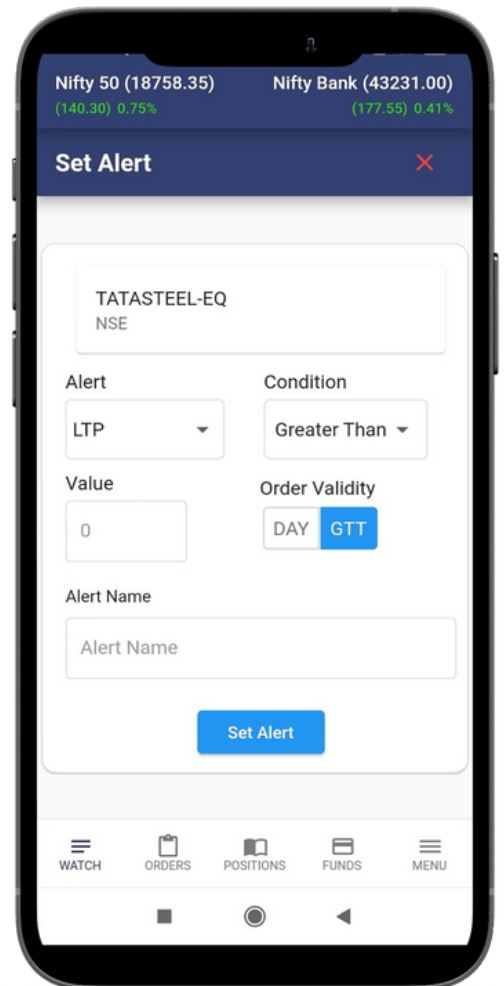 Nifty 50 (18758.35) Nifty Bank (43231.00)
(140.30) 0.75% (177.55) 0.41%
Set Alert
TATASTEEL-EQ
NSE
Alert Condition
LTP Greater Than
Value Order Validity
0 DAY GTT
Alert Name
Alert Name
Set Alert
WATCH ORDERS POSITIONS FUNDS MENU